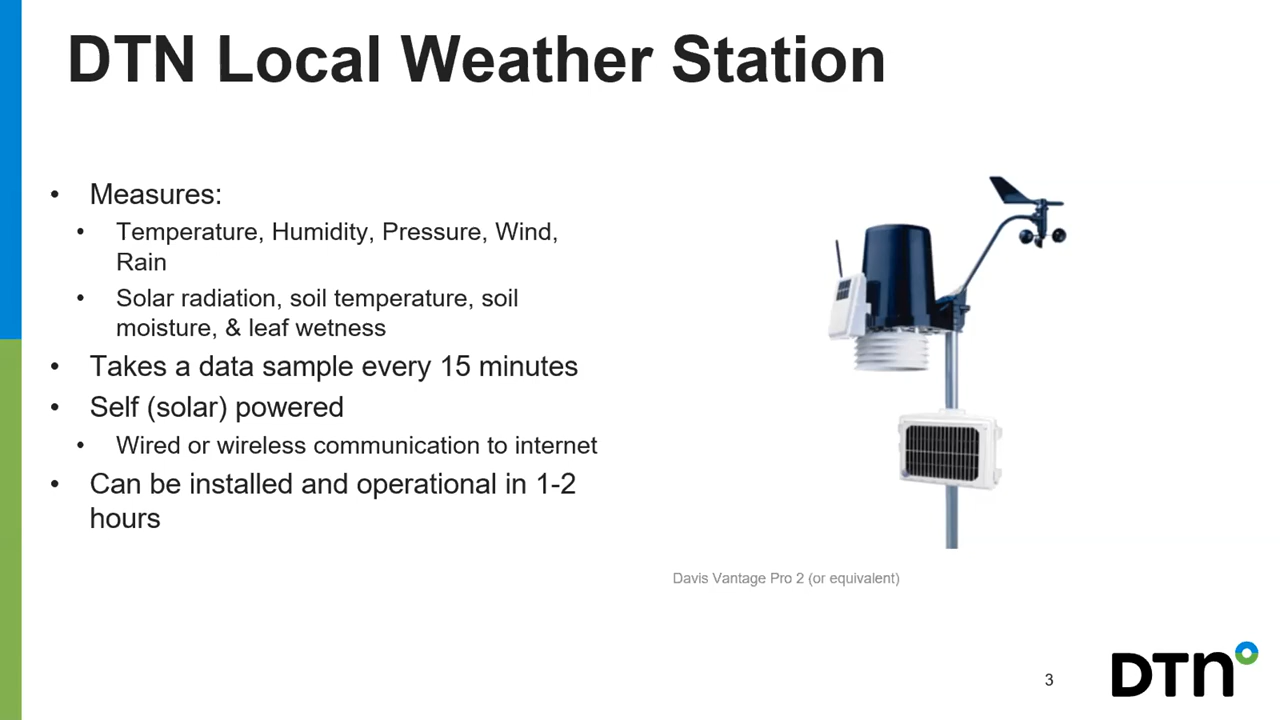 DTN Local Weather Station
• Measures:
• Temperature, Humidity, Pressure, Wind,
Rain
• Solar radiation, soil temperature, soil
moisture, & leaf wetness
• Takes a data sample every 15 minutes
• Self (solar) powered
• Wired or wireless communication to internet
• Can be installed and operational in 1-2
hours
Davis Vantage Pro 2 (or equivalent)
3
DTN